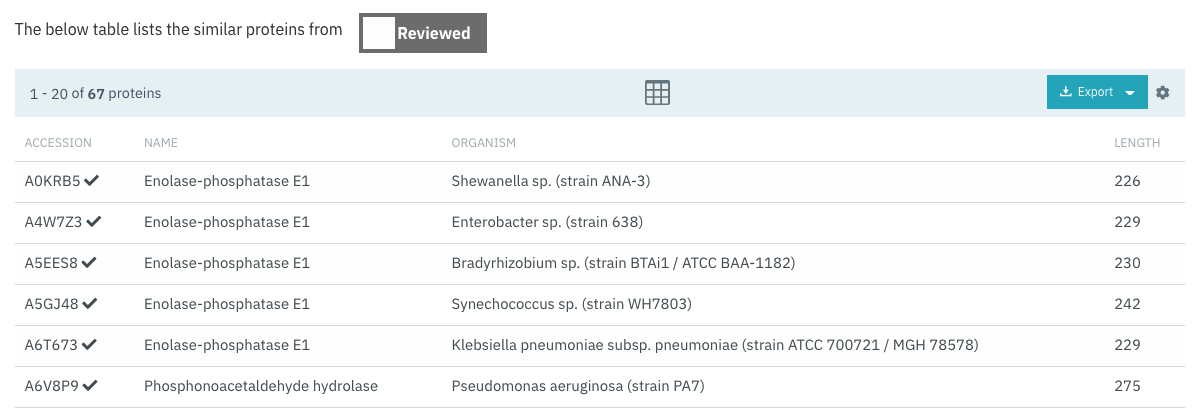 The below table lists the similar proteins from Reviewed
1 - 20 of 67 proteins Export
ACCESSION NAME ORGANISM LENGTH
A0KRB5 Enolase-phosphatase E1 Shewanella sp. (strain ANA-3) 226
A4W7Z3 Enolase-phosphatase E1 Enterobacter sp. (strain 638) 229
A5EES8 Enolase-phosphatase E1 Bradyrhizobium sp. (strain BTAi1 / ATCC BAA-1182) 230
A5GJ48 Enolase-phosphatase E1 Synechococcus sp. (strain WH7803) 242
A6T673 Enolase-phosphatase E1 Klebsiella pneumoniae subsp. pneumoniae (strain ATCC 700721 / MGH 78578) 229
A6V8P9 Phosphonoacetaldehyde hydrolase Pseudomonas aeruginosa (strain PA7) 275